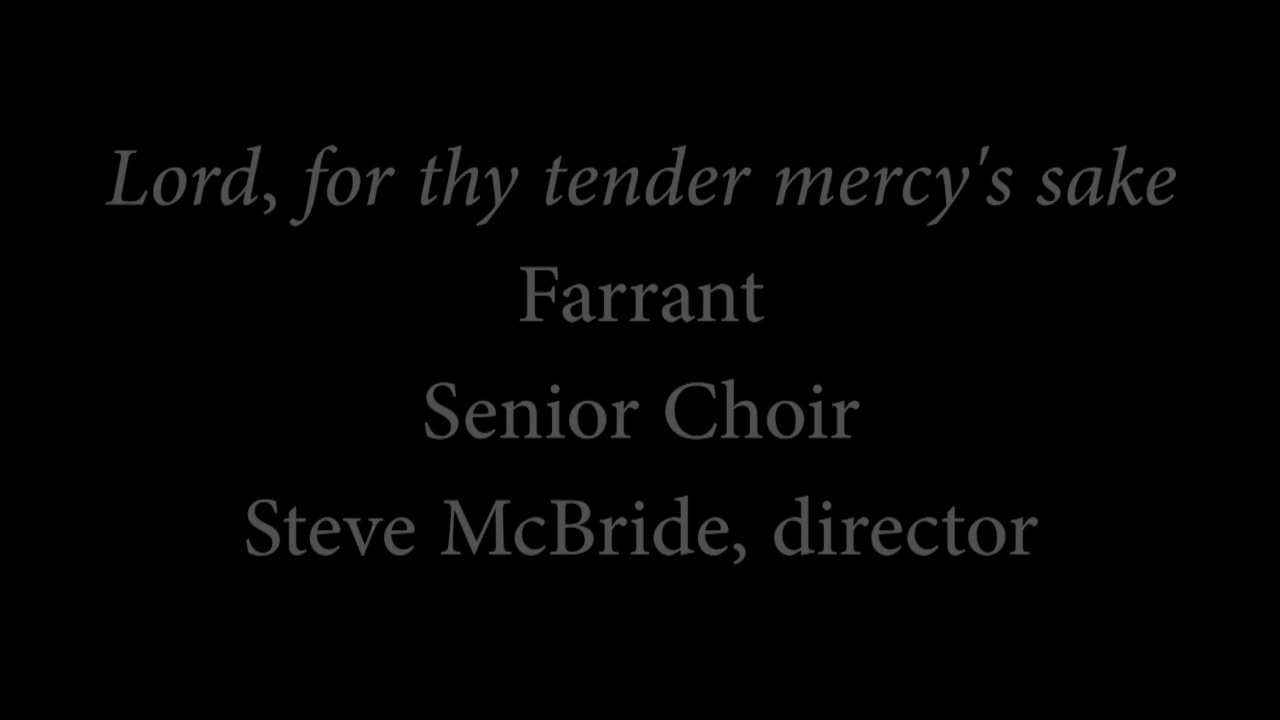 Lord, for thy tender mercy's sake
Farrant
Senior Choir
Steve McBride, director